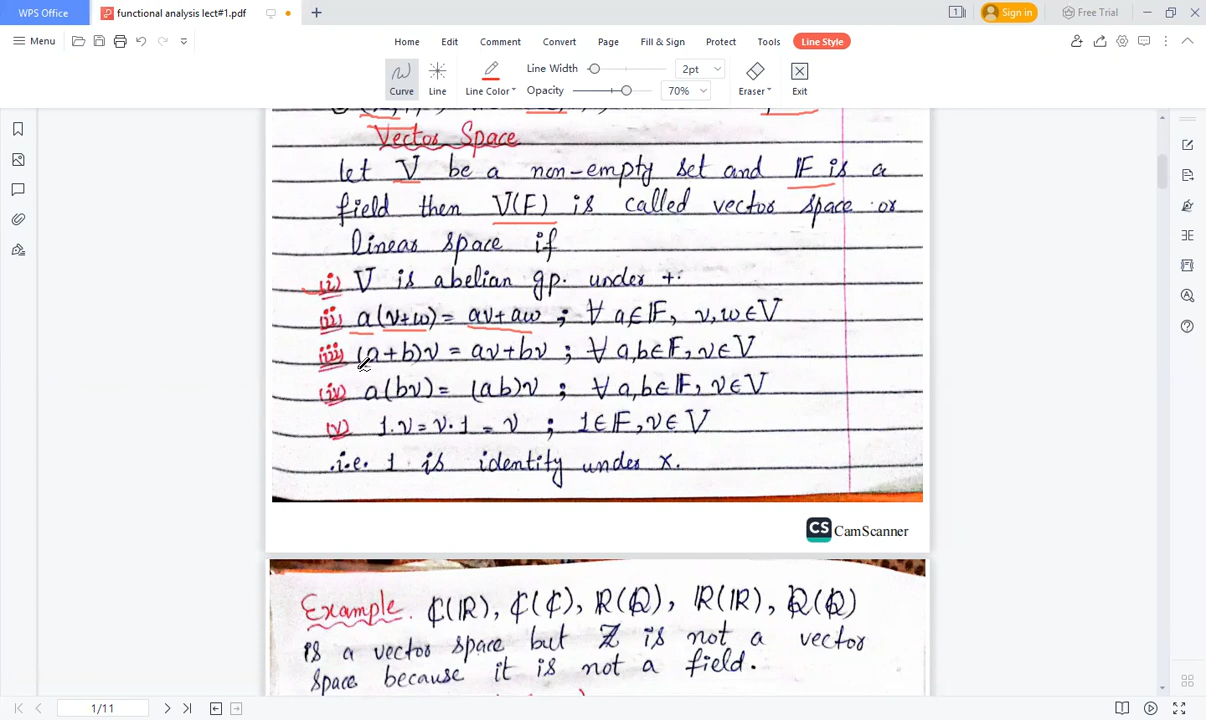 WPS Office
functional analysis lect#1.pdf
Sign in
Free Trial
Menu
Home Edit Comment Convert Page Fill & Sign Protect Tools Line Style
Curve
Line
Line Color
Line Width 2pt
Opacity 70%
Eraser
Exit
Vector Space
let V be a non-empty set and F is a
field then V(F) is called vector space or
linear space if
(i) V is abelian gp. under +.
(ii) a(v+w) = av+aw ; ∀ a∈F, v,w∈V
(iii) (a+b)v = av+bv ; ∀ a,b∈F, v∈V
(iv) a(bv) = (ab)v ; ∀ a,b∈F, v∈V
(v) 1.v = v.1 = v ; 1∈F, v∈V
.i.e. 1 is identity under x.
CS CamScanner
Example. ℂ(ℝ), ℂ(ℂ), ℝ(ℚ), ℝ(ℝ), ℚ(ℚ)
is a vector space but ℤ is not a vector
space because it is not a field.
1/11